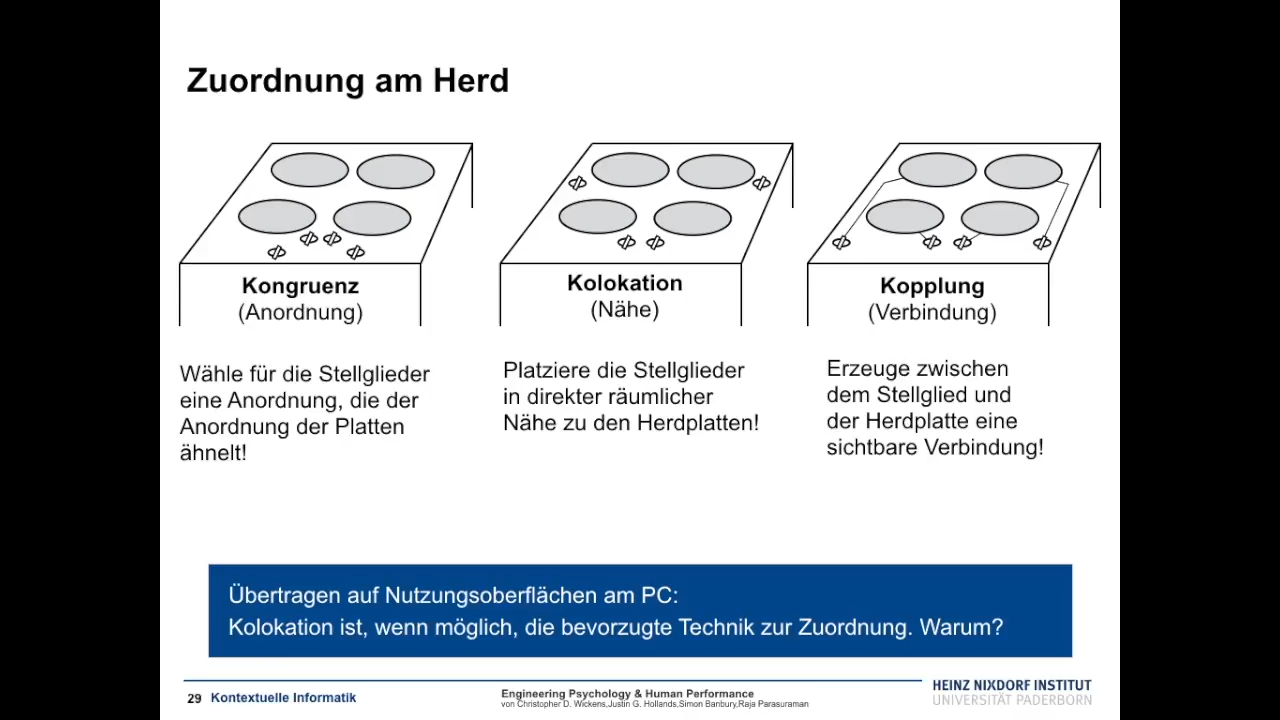 Zuordnung am Herd
Kongruenz
(Anordnung)
Kolokation
(Nähe)
Kopplung
(Verbindung)
Wähle für die Stellglieder
eine Anordnung, die der
Anordnung der Platten
ähnelt!
Platziere die Stellglieder
in direkter räumlicher
Nähe zu den Herdplatten!
Erzeuge zwischen
dem Stellglied und
der Herdplatte eine
sichtbare Verbindung!
Übertragen auf Nutzungsoberflächen am PC:
Kolokation ist, wenn möglich, die bevorzugte Technik zur Zuordnung. Warum?
29 Kontextuelle Informatik
Engineering Psychology & Human Performance
von Christopher D. Wickens,Justin G. Hollands,Simon Banbury,Raja Parasuraman
HEINZ NIXDORF INSTITUT
UNIVERSITÄT PADERBORN